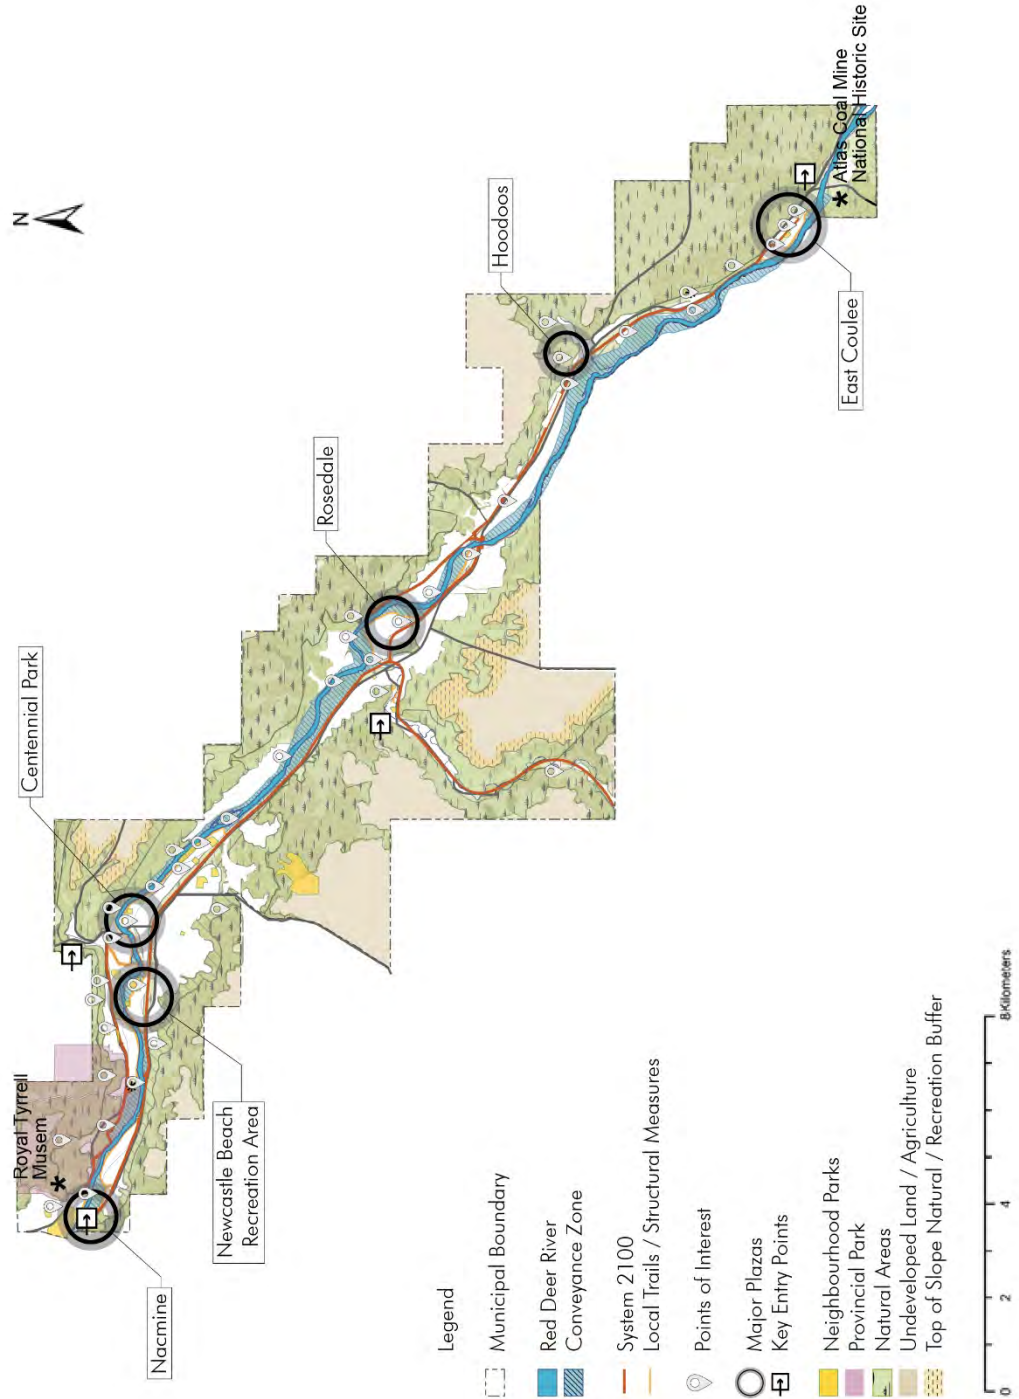 N
Royal Tyrrell
Musem
Centennial Park
Rosedale
Hoodoos
Atlas Coal Mine
National Historic Site
East Coulee
Newcastle Beach
Recreation Area
Nacmine
Legend
Municipal Boundary
Red Deer River
Conveyance Zone
System 2100
Local Trails / Structural Measures
Points of Interest
Major Plazas
Key Entry Points
Neighbourhood Parks
Provincial Park
Natural Areas
Undeveloped Land / Agriculture
Top of Slope Natural / Recreation Buffer
0 2 4 8 Kilometers